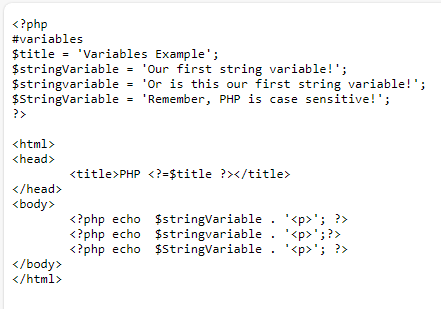 <?php
#variables
$title = 'Variables Example';
$stringVariable = 'Our first string variable!';
$stringvariable = 'Or is this our first string variable!';
$StringVariable = 'Remember, PHP is case sensitive!';
?>

<html>
<head>
        <title>PHP <?=$title ?></title>
</head>
<body>
        <?php echo  $stringVariable . '<p>'; ?>
        <?php echo  $stringvariable . '<p>';?>
        <?php echo  $StringVariable . '<p>'; ?>
</body>
</html>